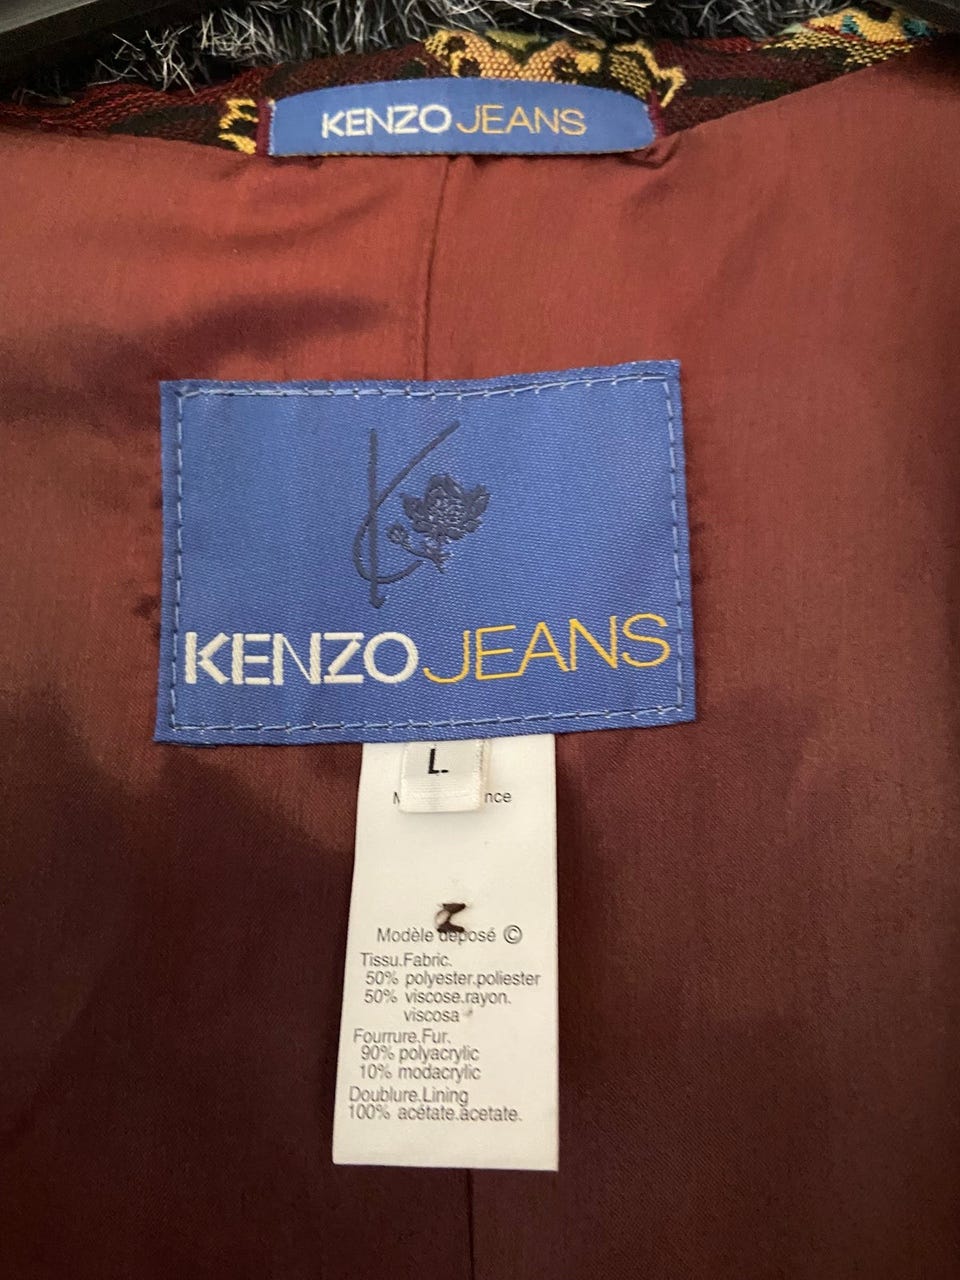 KENZO JEANS
K
KENZO JEANS
L.
Modèle déposé ©
Tissu.Fabric.
50% polyester.poliester
50% viscose.rayon.
viscosa
Fourrure.Fur.
90% polyacrylic
10% modacrylic
Doublure.Lining
100% acétate.acetate.